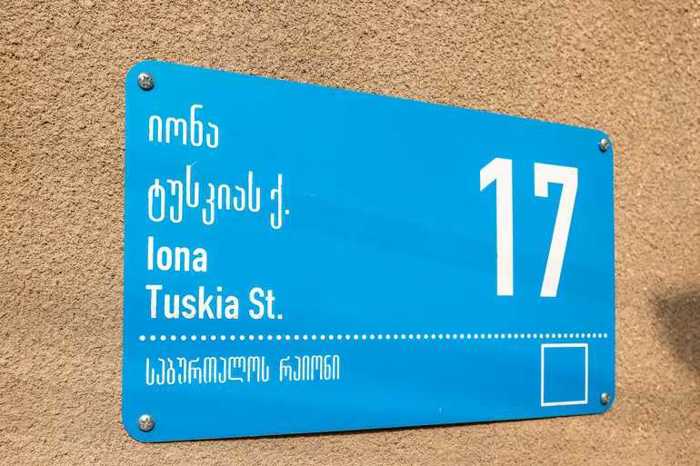 იონა
ტუსკიას ქ.
Iona
Tuskia St.
17
საბურთალოს რაიონი